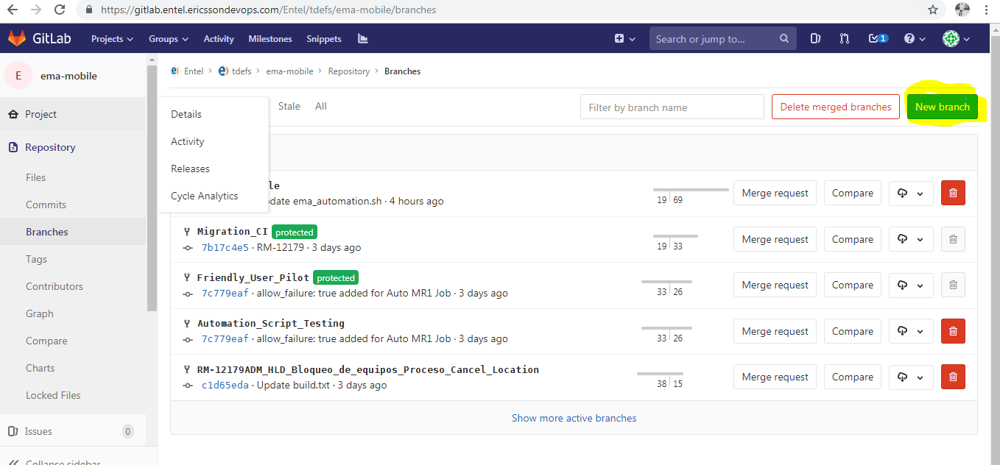 https://gitlab.entel.ericssondevops.com/Entel/tdefs/ema-mobile/branches
GitLab Projects Groups Activity Milestones Snippets Search or jump to... 1
E ema-mobile
Entel > tdefs > ema-mobile > Repository > Branches
Project
Repository
Files
Commits
Branches
Tags
Contributors
Graph
Compare
Charts
Locked Files
Issues 0
Collapse sidebar
Details
Activity
Releases
Cycle Analytics
Stale All Filter by branch name Delete merged branches New branch
le
pdate ema_automation.sh · 4 hours ago
19 69 Merge request Compare
Migration_CI protected
7b17c4e5 · RM-12179 · 3 days ago
19 33 Merge request Compare
Friendly_User_Pilot protected
7c779eaf · allow_failure: true added for Auto MR1 Job · 3 days ago
33 26 Merge request Compare
Automation_Script_Testing
7c779eaf · allow_failure: true added for Auto MR1 Job · 3 days ago
33 26 Merge request Compare
RM-12179ADM_HLD_Bloqueo_de_equipos_Proceso_Cancel_Location
c1d65eda · Update build.txt · 3 days ago
38 15 Merge request Compare
Show more active branches